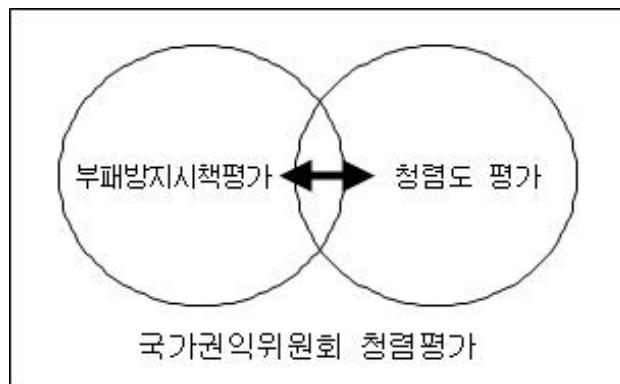 부패방지시책평가
청렴도 평가
국가권익위원회 청렴평가